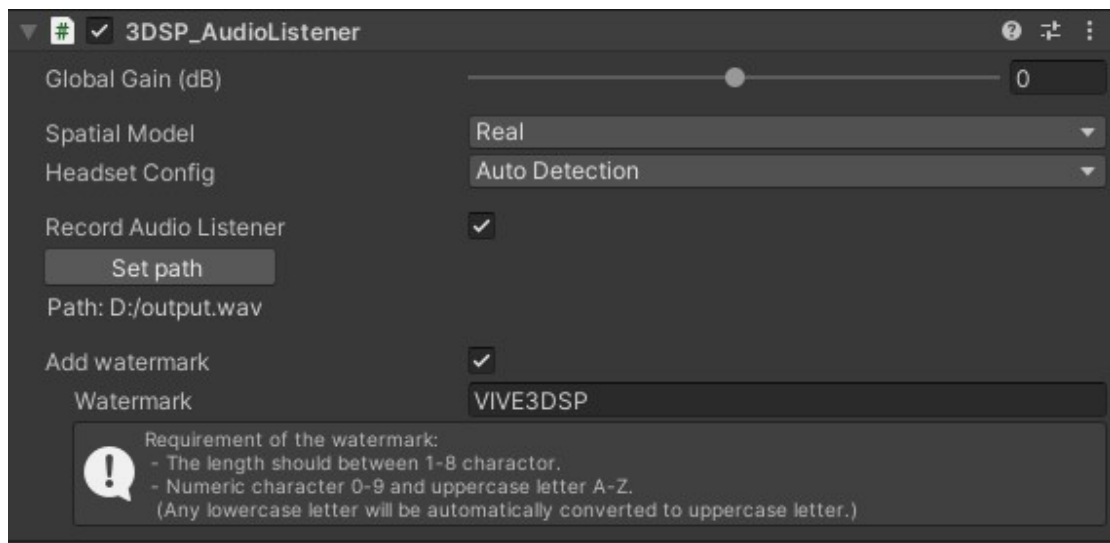 3DSP_AudioListener
Global Gain (dB) 0
Spatial Model Real
Headset Config Auto Detection
Record Audio Listener
Set path
Path: D:/output.wav
Add watermark
Watermark VIVE3DSP
Requirement of the watermark:
- The length should between 1-8 charactor.
- Numeric character 0-9 and uppercase letter A-Z.
(Any lowercase letter will be automatically converted to uppercase letter.)